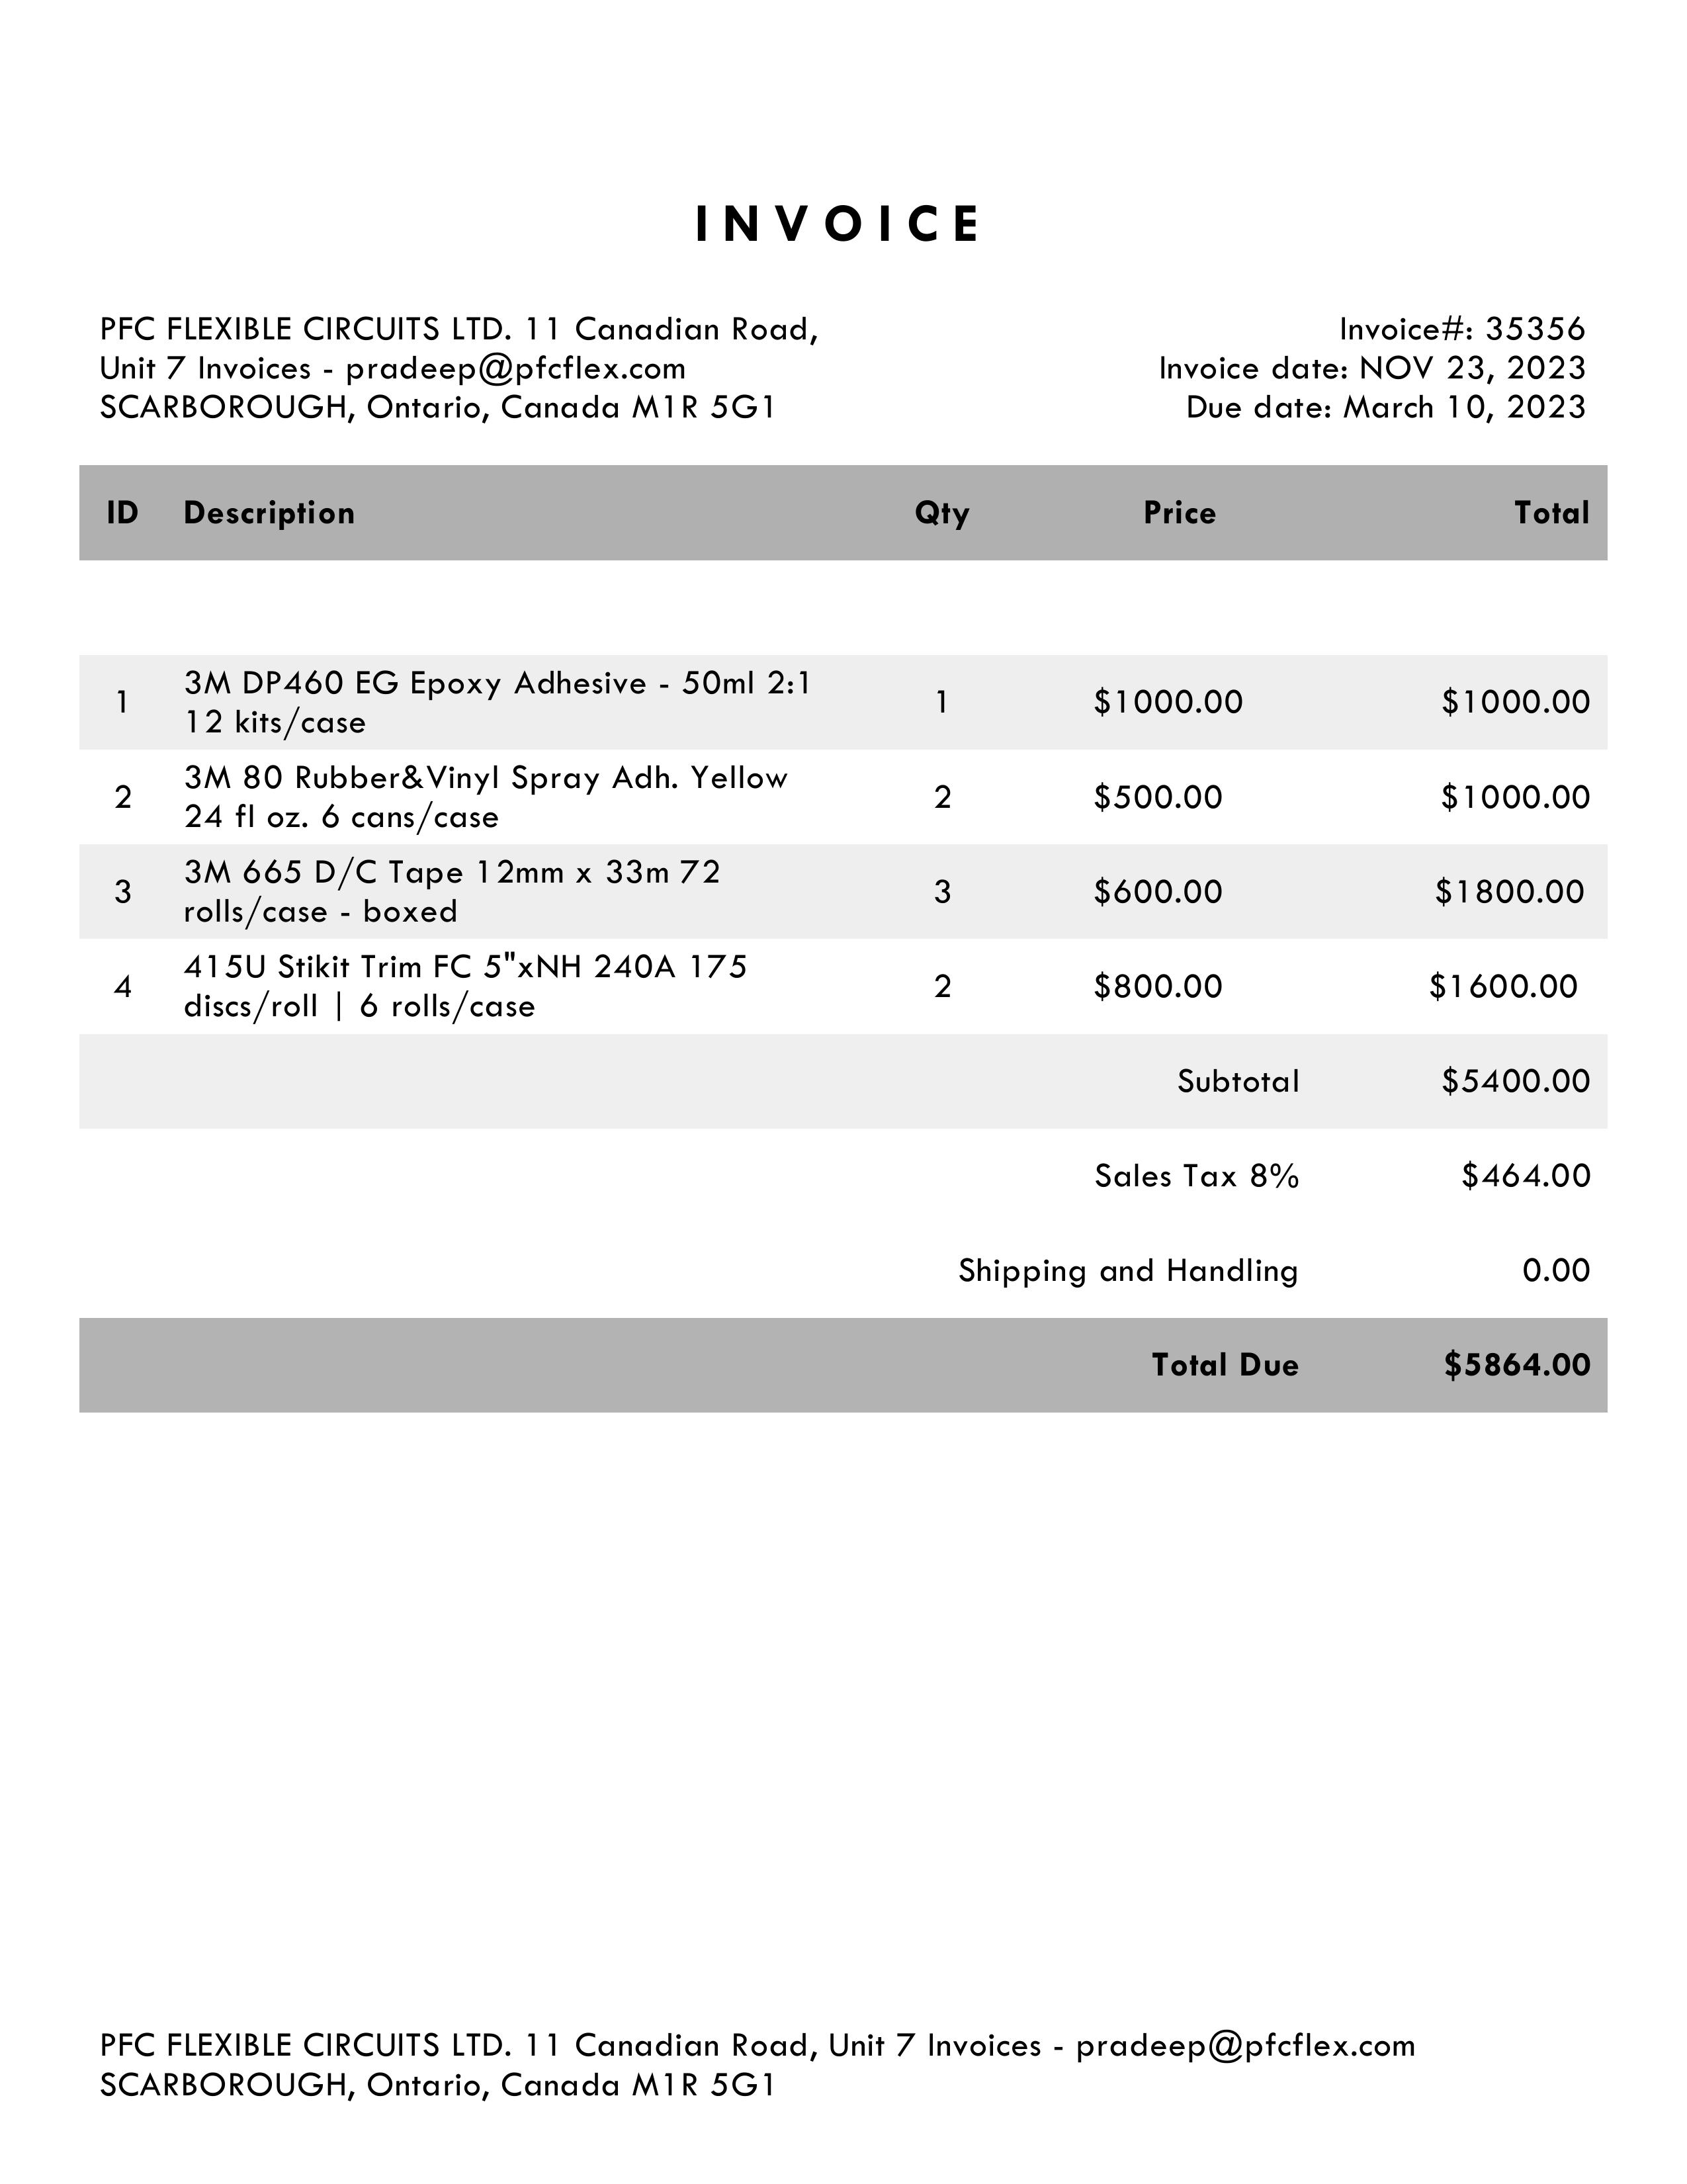 INVOICE
PFC FLEXIBLE CIRCUITS LTD. 11 Canadian Road,
Unit 7 Invoices - pradeep@pfcflex.com
SCARBOROUGH, Ontario, Canada M1R 5G1
Invoice#: 35356
Invoice date: NOV 23, 2023
Due date: March 10, 2023
ID Description Qty Price Total
1 3M DP460 EG Epoxy Adhesive - 50ml 2:1
12 kits/case 1 $1000.00 $1000.00
2 3M 80 Rubber&Vinyl Spray Adh. Yellow
24 fl oz. 6 cans/case 2 $500.00 $1000.00
3 3M 665 D/C Tape 12mm x 33m 72
rolls/case - boxed 3 $600.00 $1800.00
4 415U Stikit Trim FC 5"xNH 240A 175
discs/roll | 6 rolls/case 2 $800.00 $1600.00
Subtotal $5400.00
Sales Tax 8% $464.00
Shipping and Handling 0.00
Total Due $5864.00
PFC FLEXIBLE CIRCUITS LTD. 11 Canadian Road, Unit 7 Invoices - pradeep@pfcflex.com
SCARBOROUGH, Ontario, Canada M1R 5G1